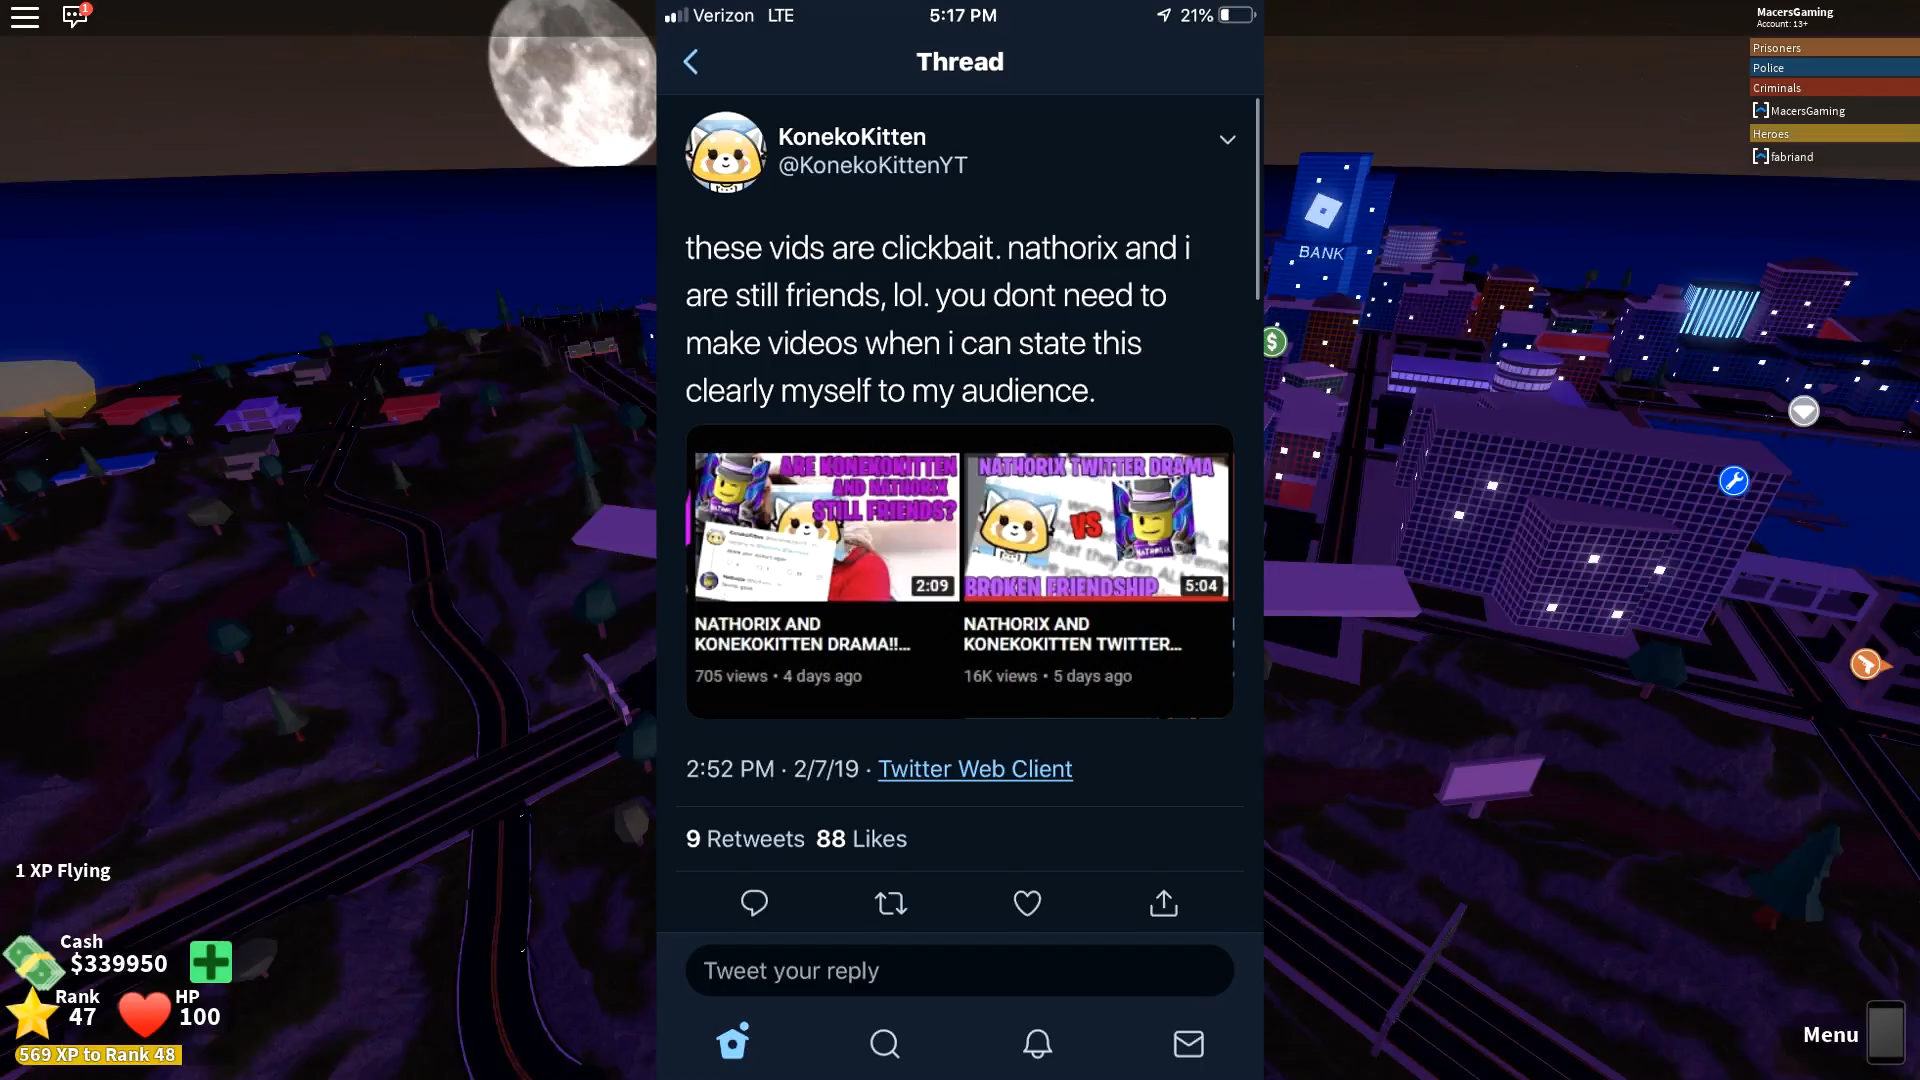 Verizon LTE 5:17 PM 21%
Thread
KonekoKitten
@KonekoKittenYT
these vids are clickbait. nathorix and i
are still friends, lol. you dont need to
make videos when i can state this
clearly myself to my audience.
ARE KONEKOKITTEN
AND NATHORIX
STILL FRIENDS?
2:09
NATHORIX AND
KONEKOKITTEN DRAMA!!...
705 views • 4 days ago
NATHORIX TWITTER DRAMA
VS
NATHORIX
BROKEN FRIENDSHIP
5:04
NATHORIX AND
KONEKOKITTEN TWITTER...
16K views • 5 days ago
2:52 PM · 2/7/19 · Twitter Web Client
9 Retweets 88 Likes
Tweet your reply
1
MacersGaming
Account: 13+
Prisoners
Police
Criminals
MacersGaming
Heroes
fabriand
BANK
$
1 XP Flying
Cash
$339950
Rank
47
HP
100
569 XP to Rank 48
Menu